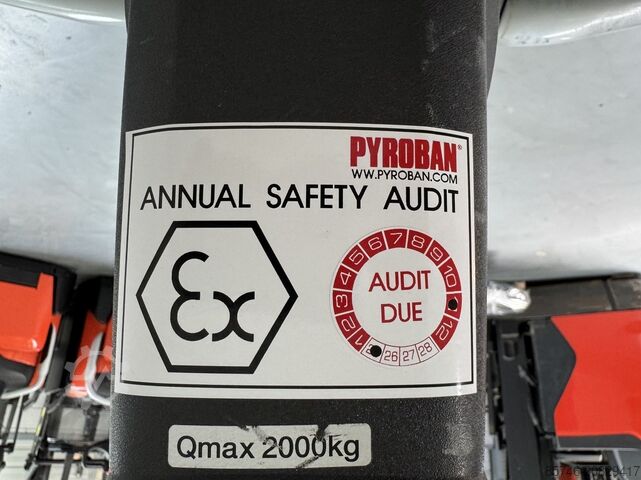 PYROBAN®
WWW.PYROBAN.COM
ANNUAL SAFETY AUDIT
Ex
1 2 3 4 5 6 7 8 9 10 12
AUDIT
DUE
26 27 28
Qmax 2000kg